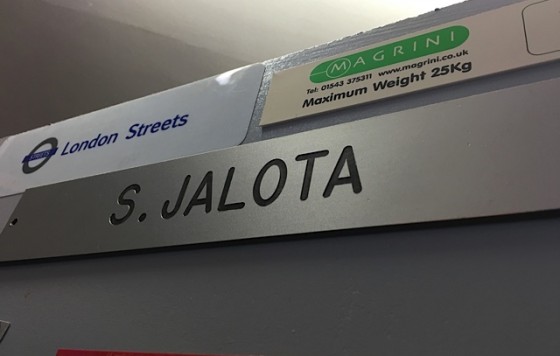 MAGRINI
Tel: 01543 375311 www.magrini.co.uk
Maximum Weight 25Kg
London Streets
S. JALOTA